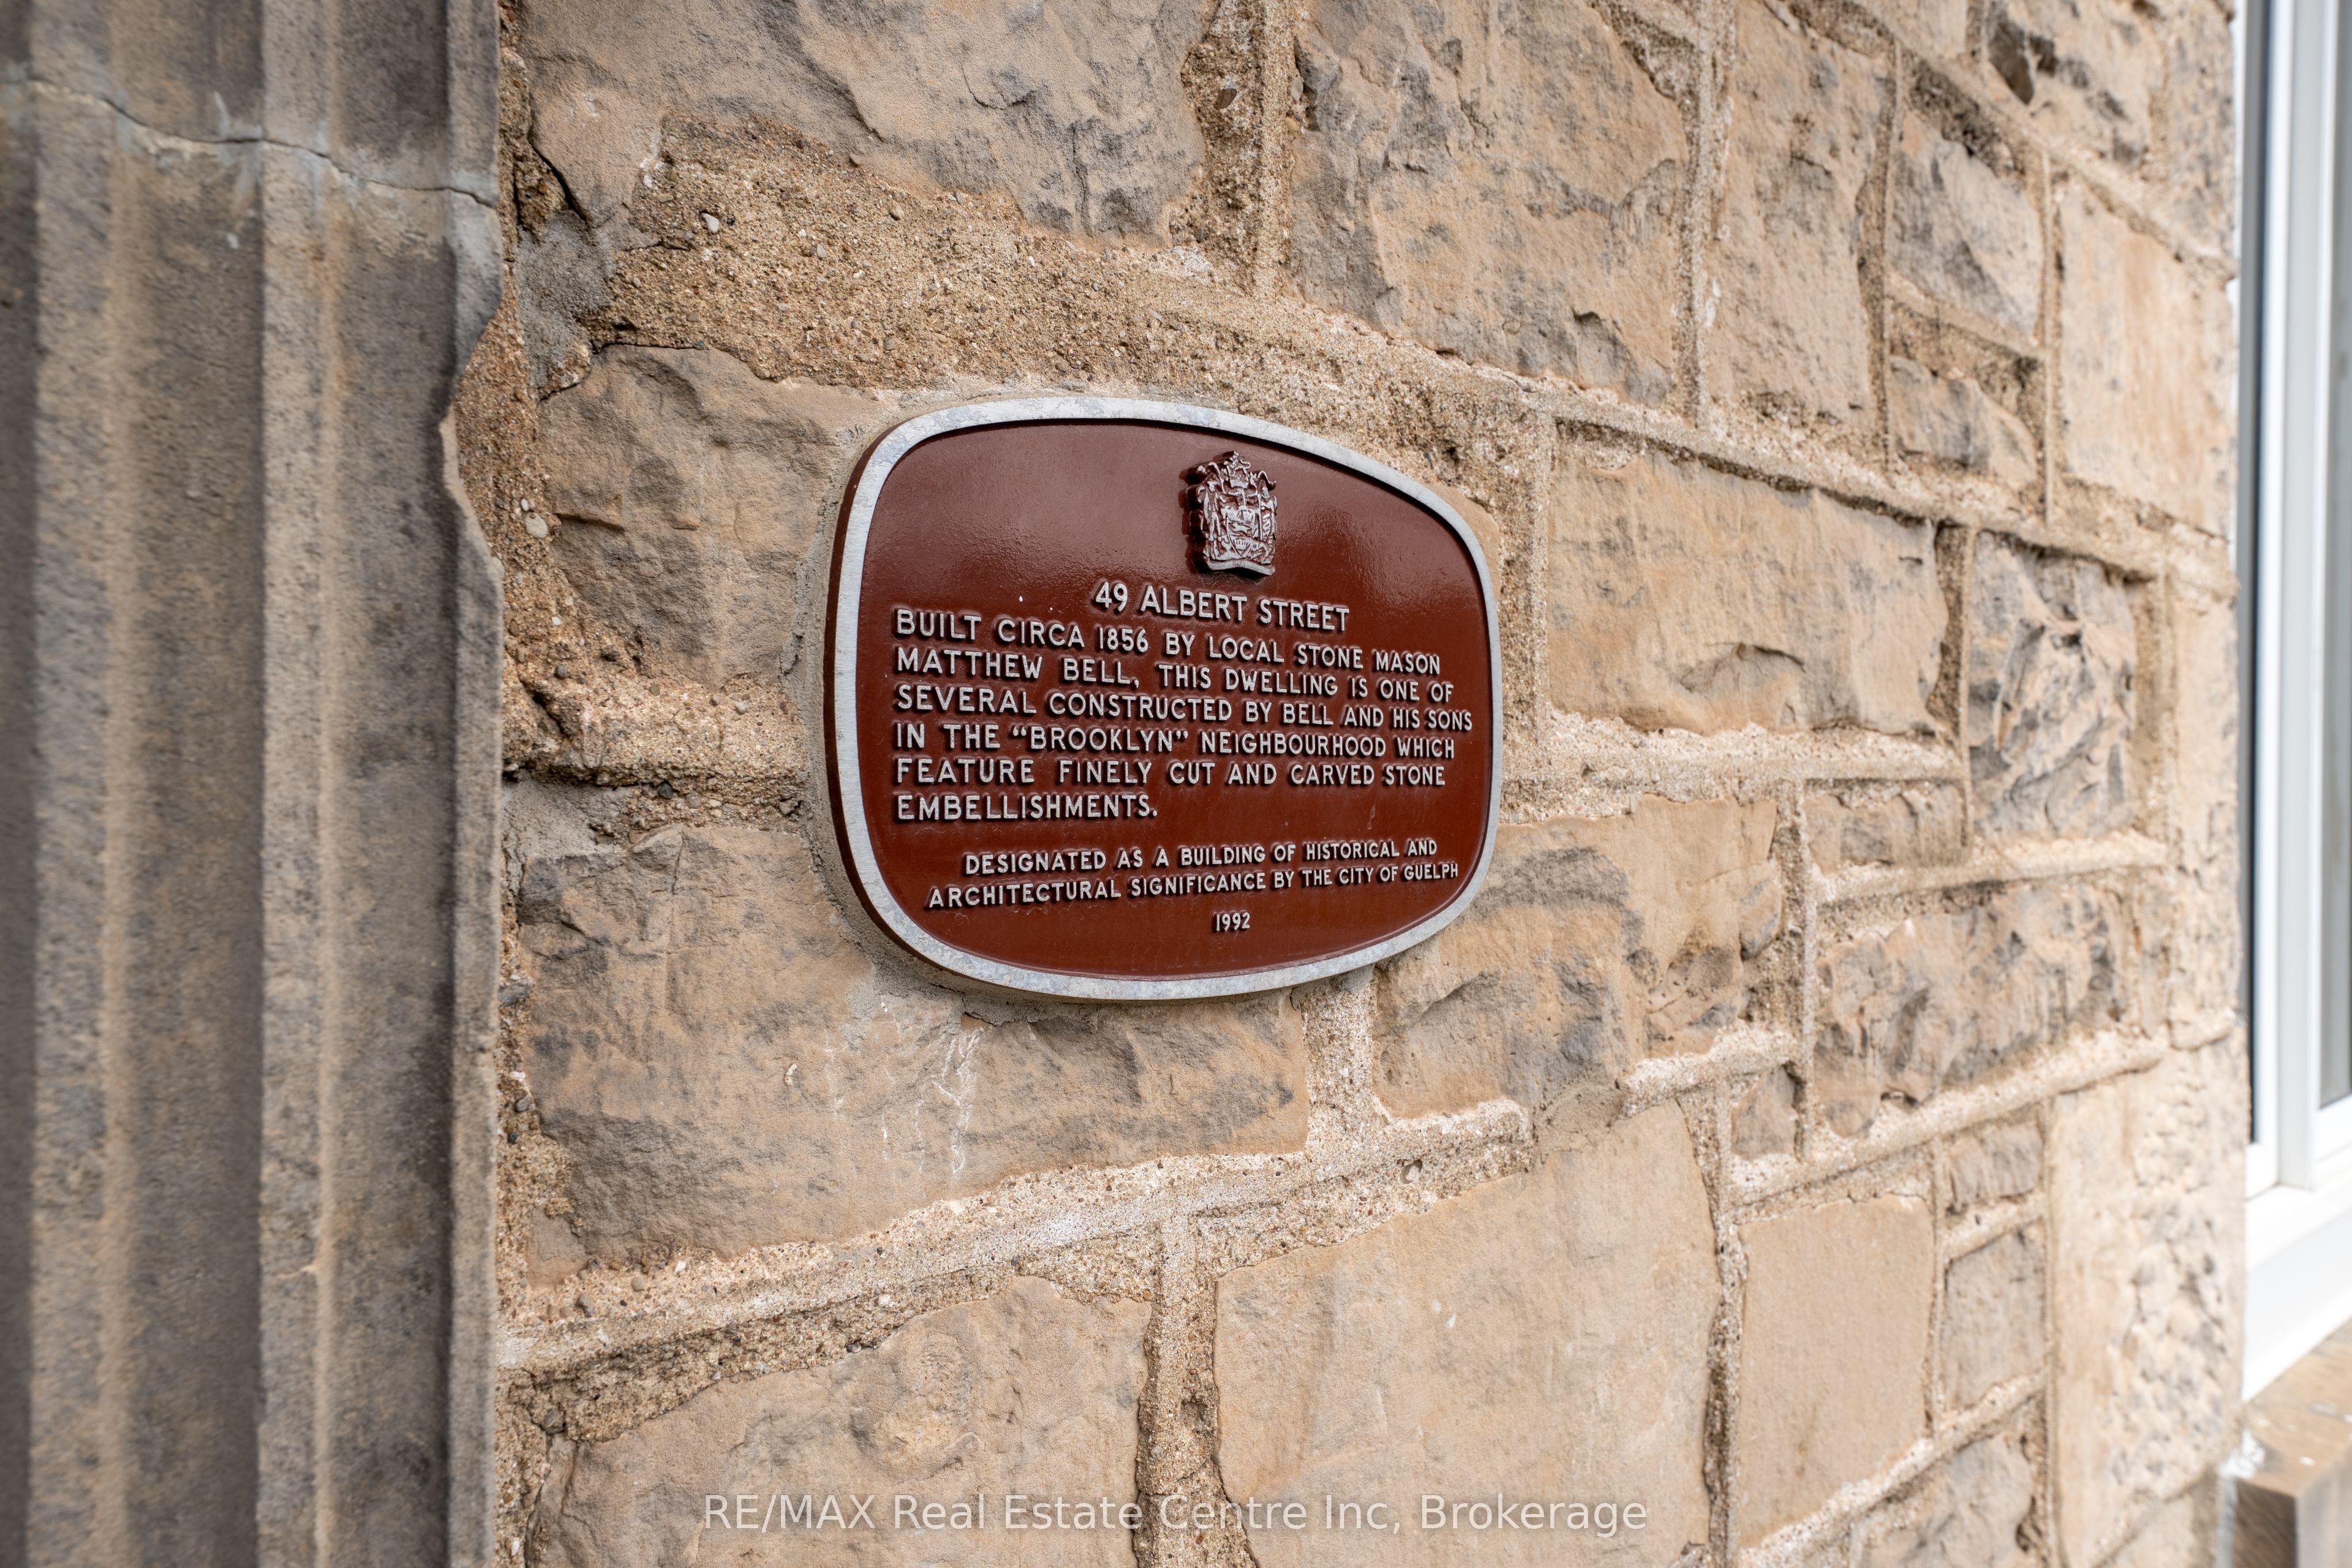 49 ALBERT STREET
BUILT CIRCA 1856 BY LOCAL STONE MASON
MATTHEW BELL, THIS DWELLING IS ONE OF
SEVERAL CONSTRUCTED BY BELL AND HIS SONS
IN THE “BROOKLYN” NEIGHBOURHOOD WHICH
FEATURE FINELY CUT AND CARVED STONE
EMBELLISHMENTS.
DESIGNATED AS A BUILDING OF HISTORICAL AND
ARCHITECTURAL SIGNIFICANCE BY THE CITY OF GUELPH
1992
RE/MAX Real Estate Centre Inc, Brokerage